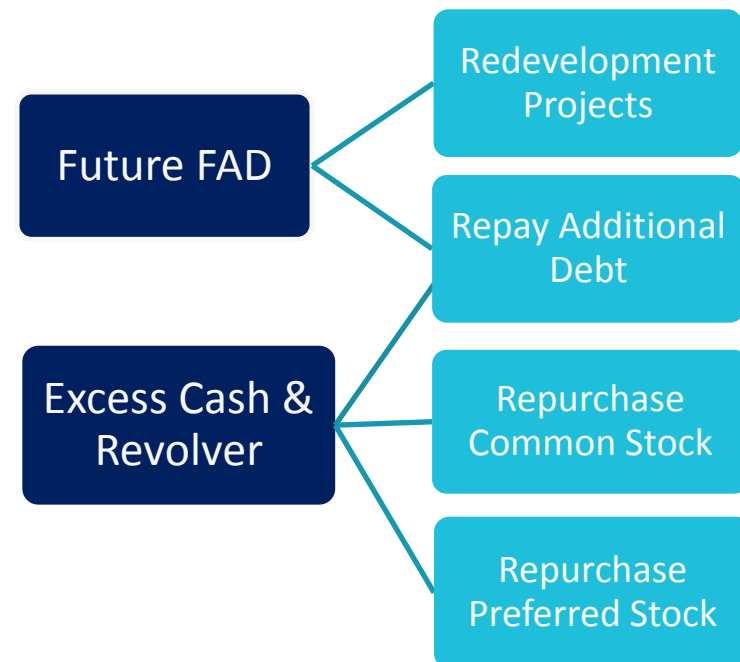 Future FAD
Excess Cash &
Revolver
Redevelopment
Projects
Repay Additional
Debt
Repurchase
Common Stock
Repurchase
Preferred Stock